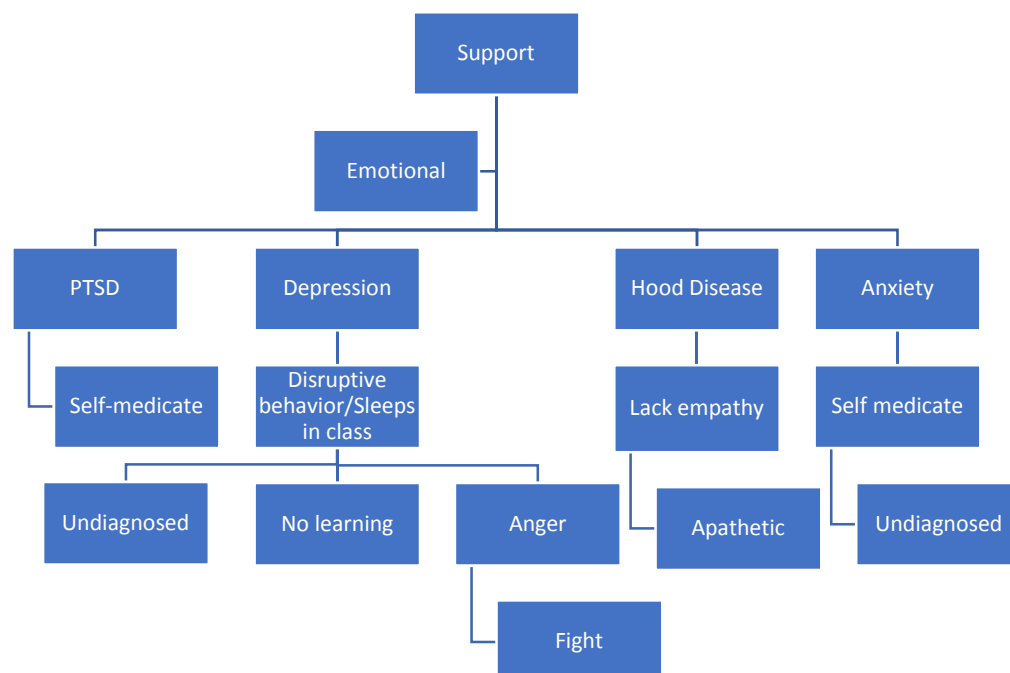 Support
Emotional
PTSD
Depression
Hood Disease
Anxiety
Self-medicate
Disruptive
behavior/Sleeps
in class
Lack empathy
Self medicate
Undiagnosed
No learning
Anger
Apathetic
Undiagnosed
Fight